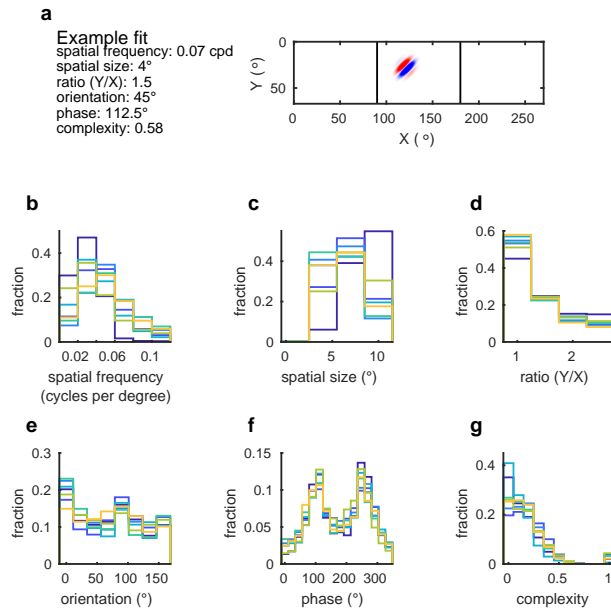 a
Example fit
spatial frequency: 0.07 cpd
spatial size: 4°
ratio (Y/X): 1.5
orientation: 45°
phase: 112.5°
complexity: 0.58
0
50
Y (°)
0 50 100 150 200 250
X (°)
b
0.4
0.2
0
fraction
0.02 0.06 0.1
spatial frequency
(cycles per degree)
c
0.4
0.2
0
fraction
0 5 10
spatial size (°)
d
0.4
0.2
0
fraction
1 2
ratio (Y/X)
e
0.3
0.2
0.1
0
fraction
0 50 100 150
orientation (°)
f
0.15
0.10
0.05
0
fraction
0 100 200 300
phase (°)
g
0.4
0.2
0
fraction
0 1
complexity